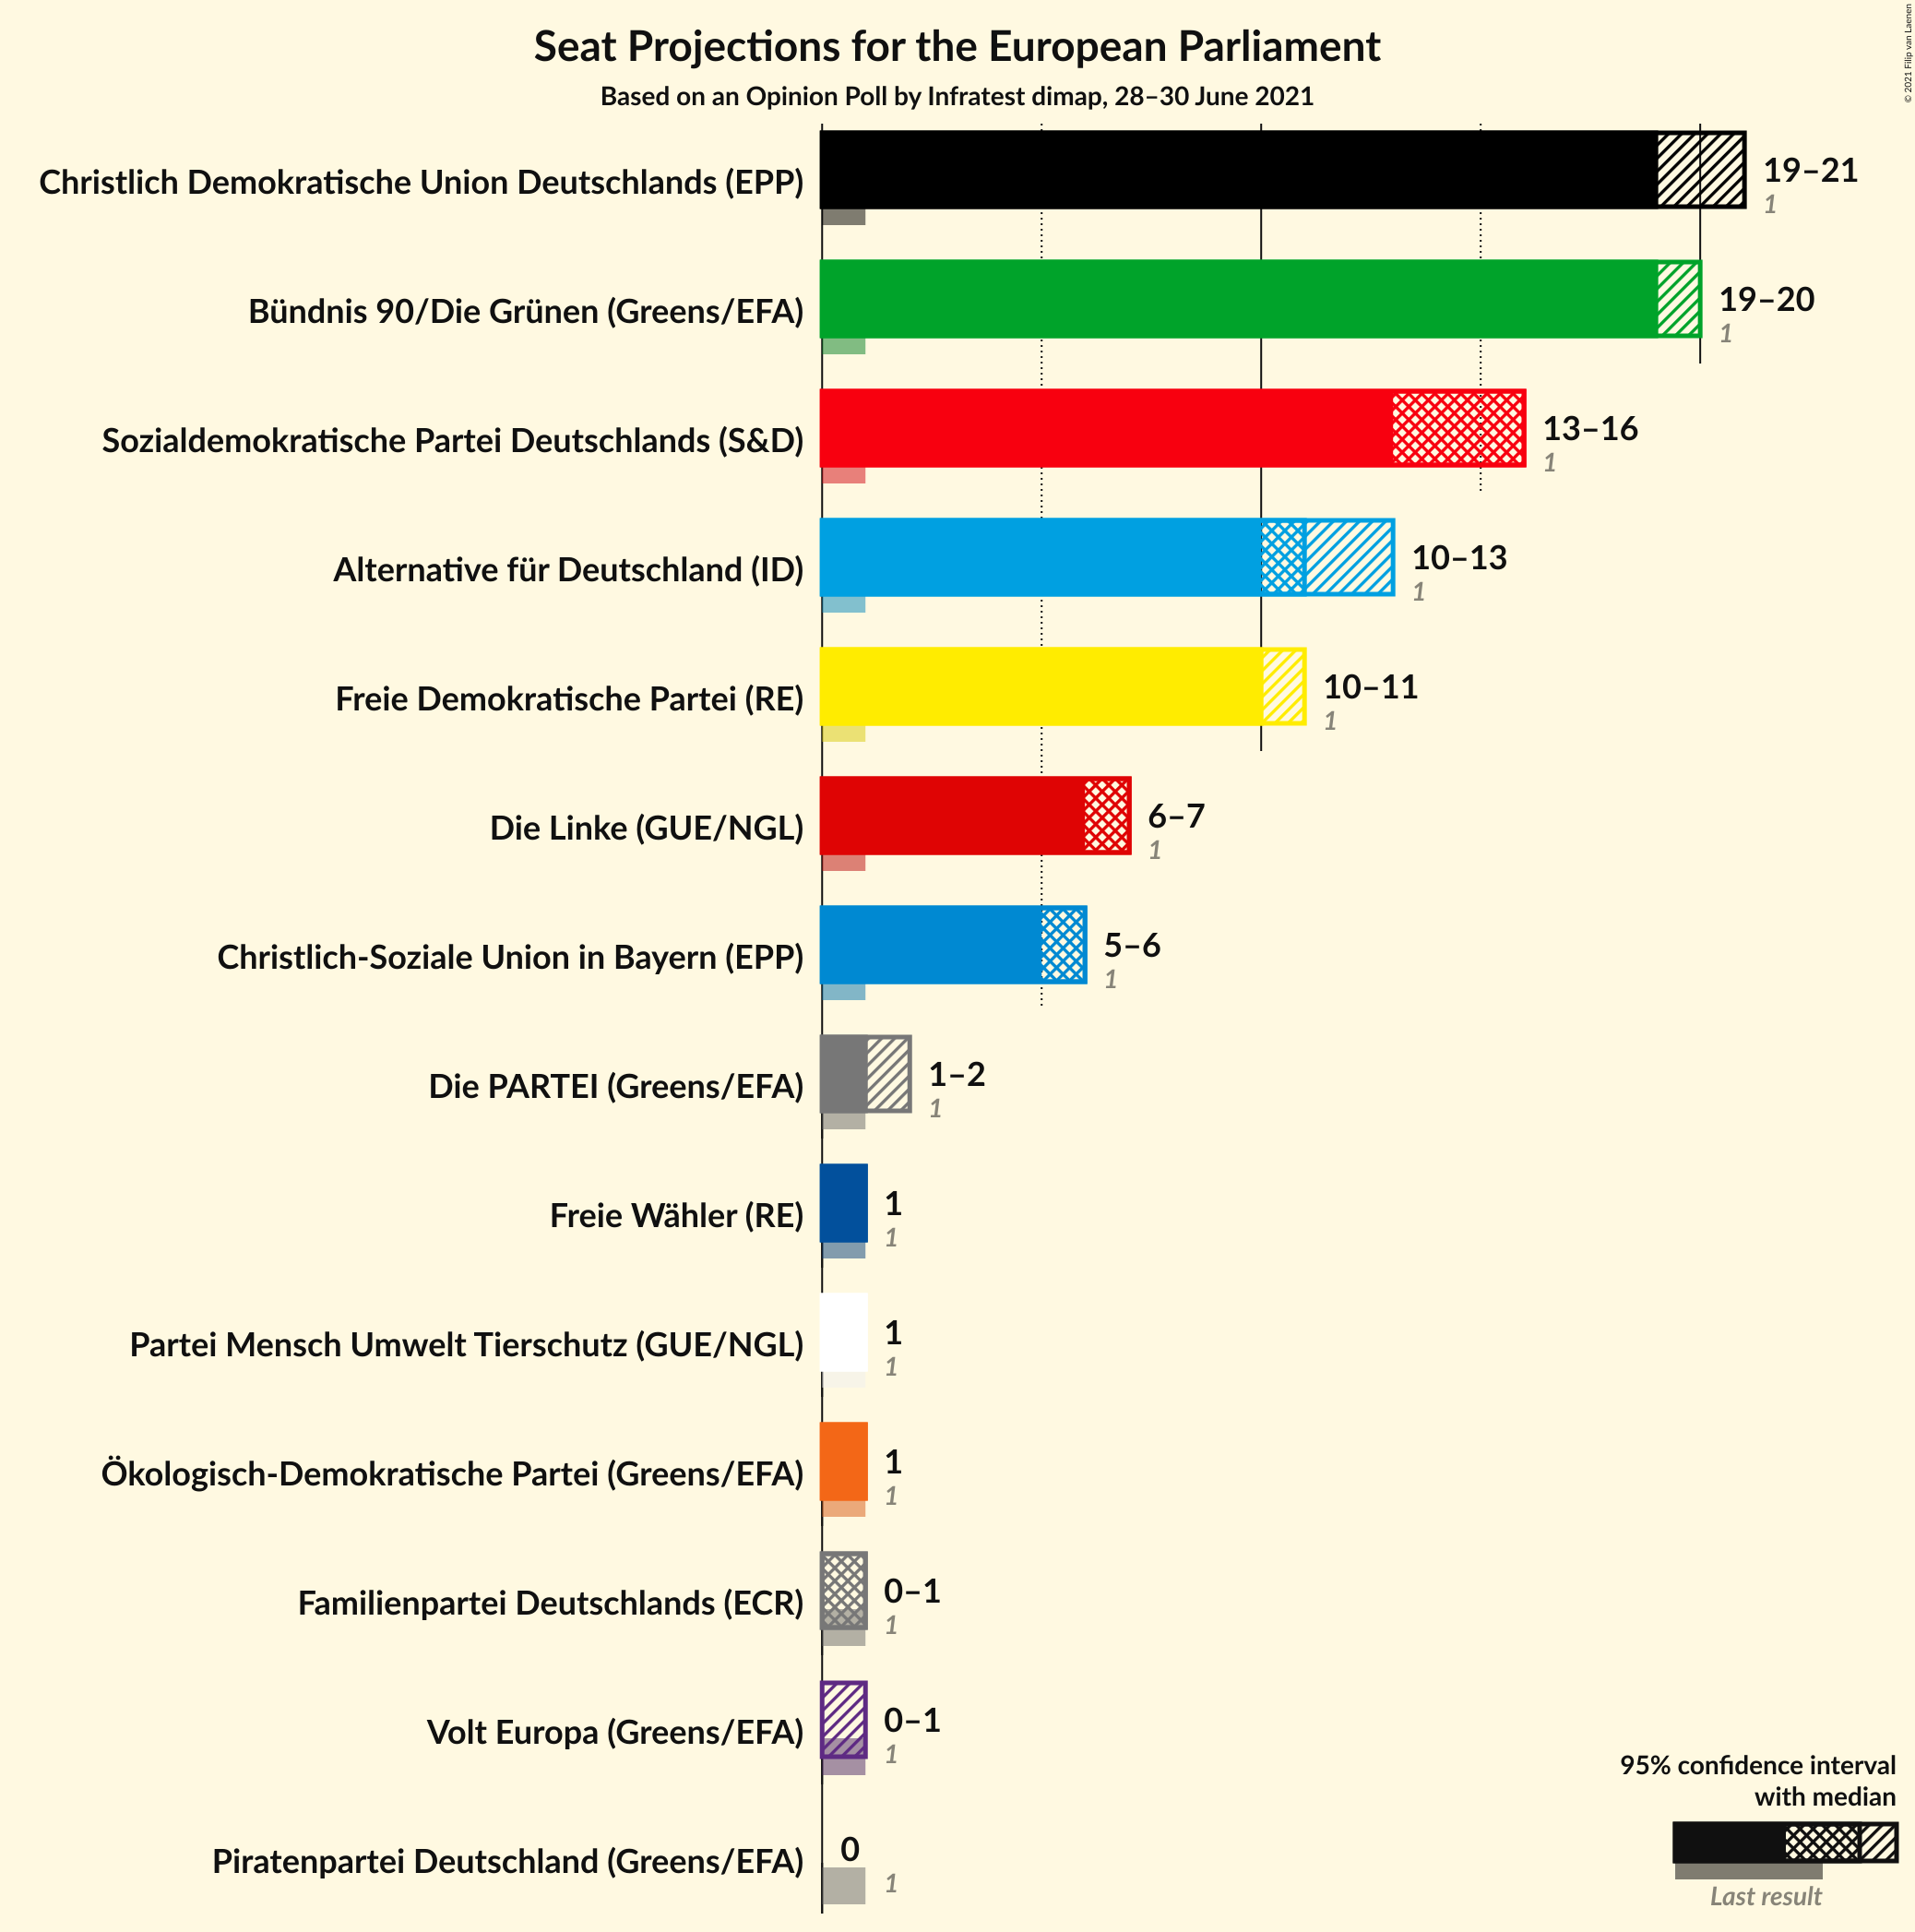 Seat Projections for the European Parliament
Based on an Opinion Poll by Infratest dimap, 28–30 June 2021
© 2021 Filip van Laenen
Christlich Demokratische Union Deutschlands (EPP)
19–21
1
Bündnis 90/Die Grünen (Greens/EFA)
19–20
1
Sozialdemokratische Partei Deutschlands (S&D)
13–16
1
Alternative für Deutschland (ID)
10–13
1
Freie Demokratische Partei (RE)
10–11
1
Die Linke (GUE/NGL)
6–7
1
Christlich-Soziale Union in Bayern (EPP)
5–6
1
Die PARTEI (Greens/EFA)
1–2
1
Freie Wähler (RE)
1
1
Partei Mensch Umwelt Tierschutz (GUE/NGL)
1
1
Ökologisch-Demokratische Partei (Greens/EFA)
1
1
Familienpartei Deutschlands (ECR)
0–1
1
Volt Europa (Greens/EFA)
0–1
1
Piratenpartei Deutschland (Greens/EFA)
0
1
95% confidence interval
with median
Last result